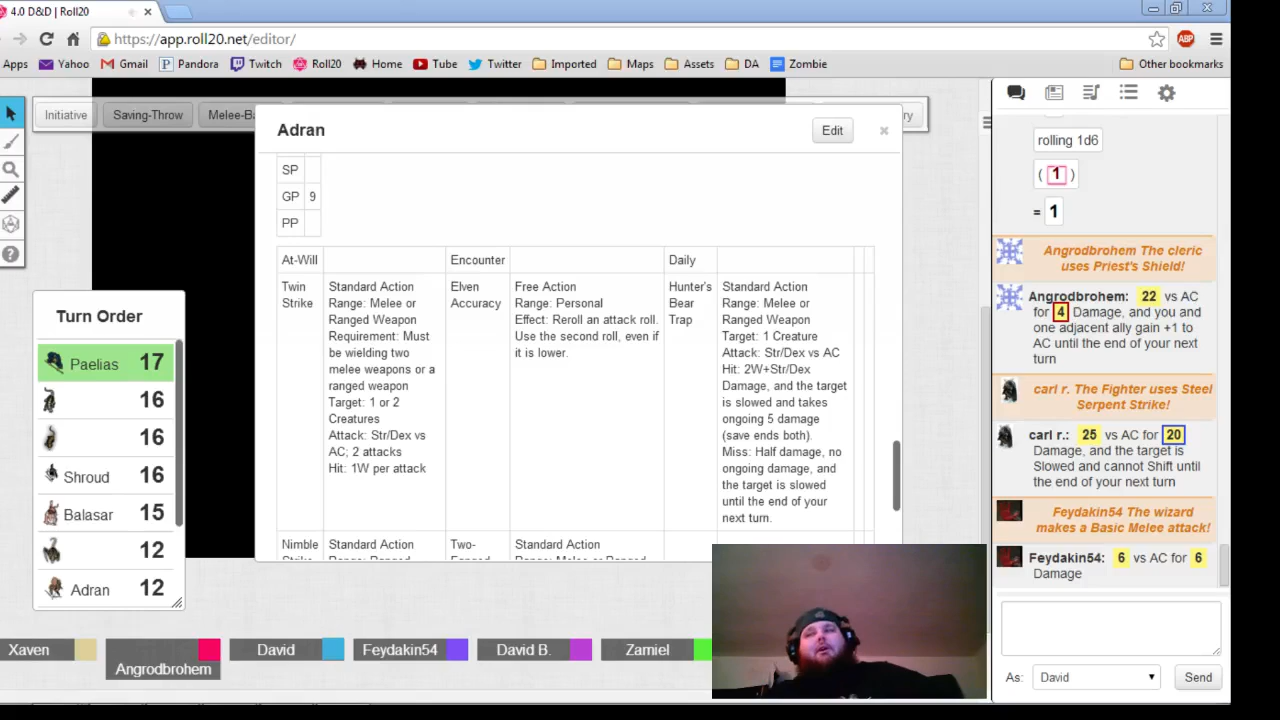 4.0 D&D | Roll20
https://app.roll20.net/editor/
Apps Yahoo Gmail Pandora Twitch Roll20 Home Tube Twitter Imported Maps Assets DA Zombie Other bookmarks
Initiative Saving-Throw Melee-Ba ry
Adran
Edit
SP
GP 9
PP
At-Will
Encounter
Daily
Twin
Strike
Standard Action
Range: Melee or
Ranged Weapon
Requirement: Must
be wielding two
melee weapons or a
ranged weapon
Target: 1 or 2
Creatures
Attack: Str/Dex vs
AC; 2 attacks
Hit: 1W per attack
Elven
Accuracy
Free Action
Range: Personal
Effect: Reroll an attack roll.
Use the second roll, even if
it is lower.
Hunter's
Bear
Trap
Standard Action
Range: Melee or
Ranged Weapon
Target: 1 Creature
Attack: Str/Dex vs AC
Hit: 2W+Str/Dex
Damage, and the target
is slowed and takes
ongoing 5 damage
(save ends both).
Miss: Half damage, no
ongoing damage, and
the target is slowed
until the end of your
next turn.
Nimble
Strike
Standard Action
Range: Ranged
Two-
Fanged
Standard Action
Range: Melee or Ranged
Turn Order
Paelias 17
16
16
Shroud 16
Balasar 15
12
Adran 12
Xaven
Angrodbrohem
David
Feydakin54
David B.
Zamiel
rolling 1d6
( 1 )
= 1
Angrodbrohem The cleric
uses Priest's Shield!
Angrodbrohem: 22 vs AC
for 4 Damage, and you and
one adjacent ally gain +1 to
AC until the end of your next
turn
carl r. The Fighter uses Steel
Serpent Strike!
carl r.: 25 vs AC for 20
Damage, and the target is
Slowed and cannot Shift until
the end of your next turn
Feydakin54 The wizard
makes a Basic Melee attack!
Feydakin54: 6 vs AC for 6
Damage
As: David Send